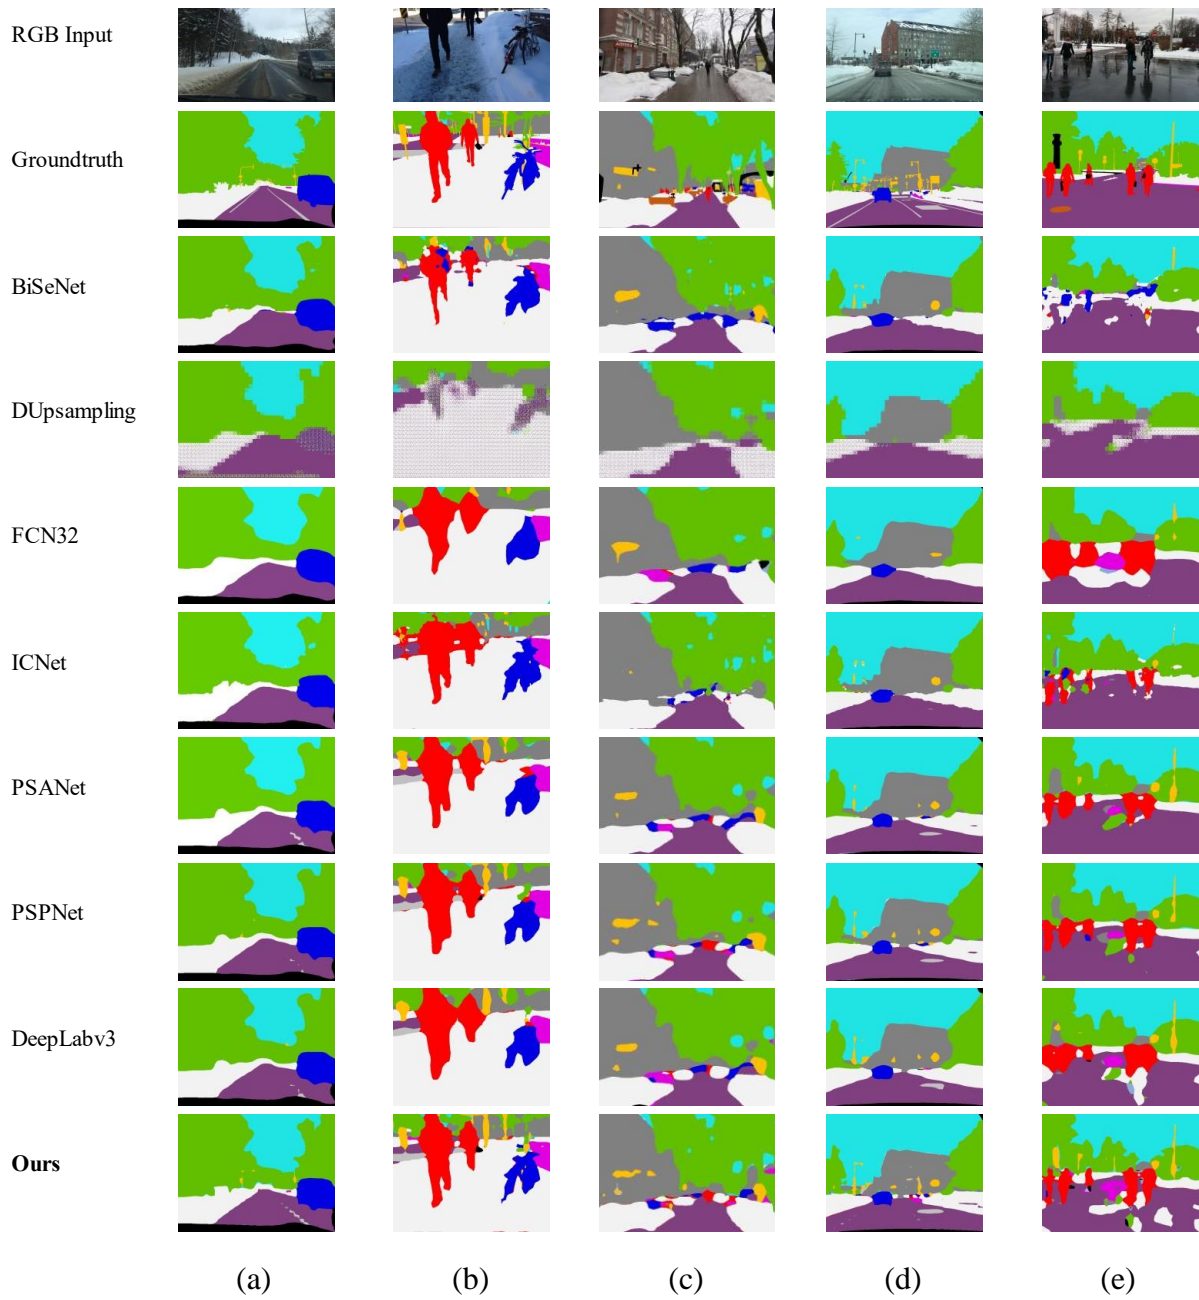 RGB Input
Groundtruth
BiSeNet
DUpsampling
FCN32
ICNet
PSANet
PSPNet
DeepLabv3
Ours
(a) (b) (c) (d) (e)